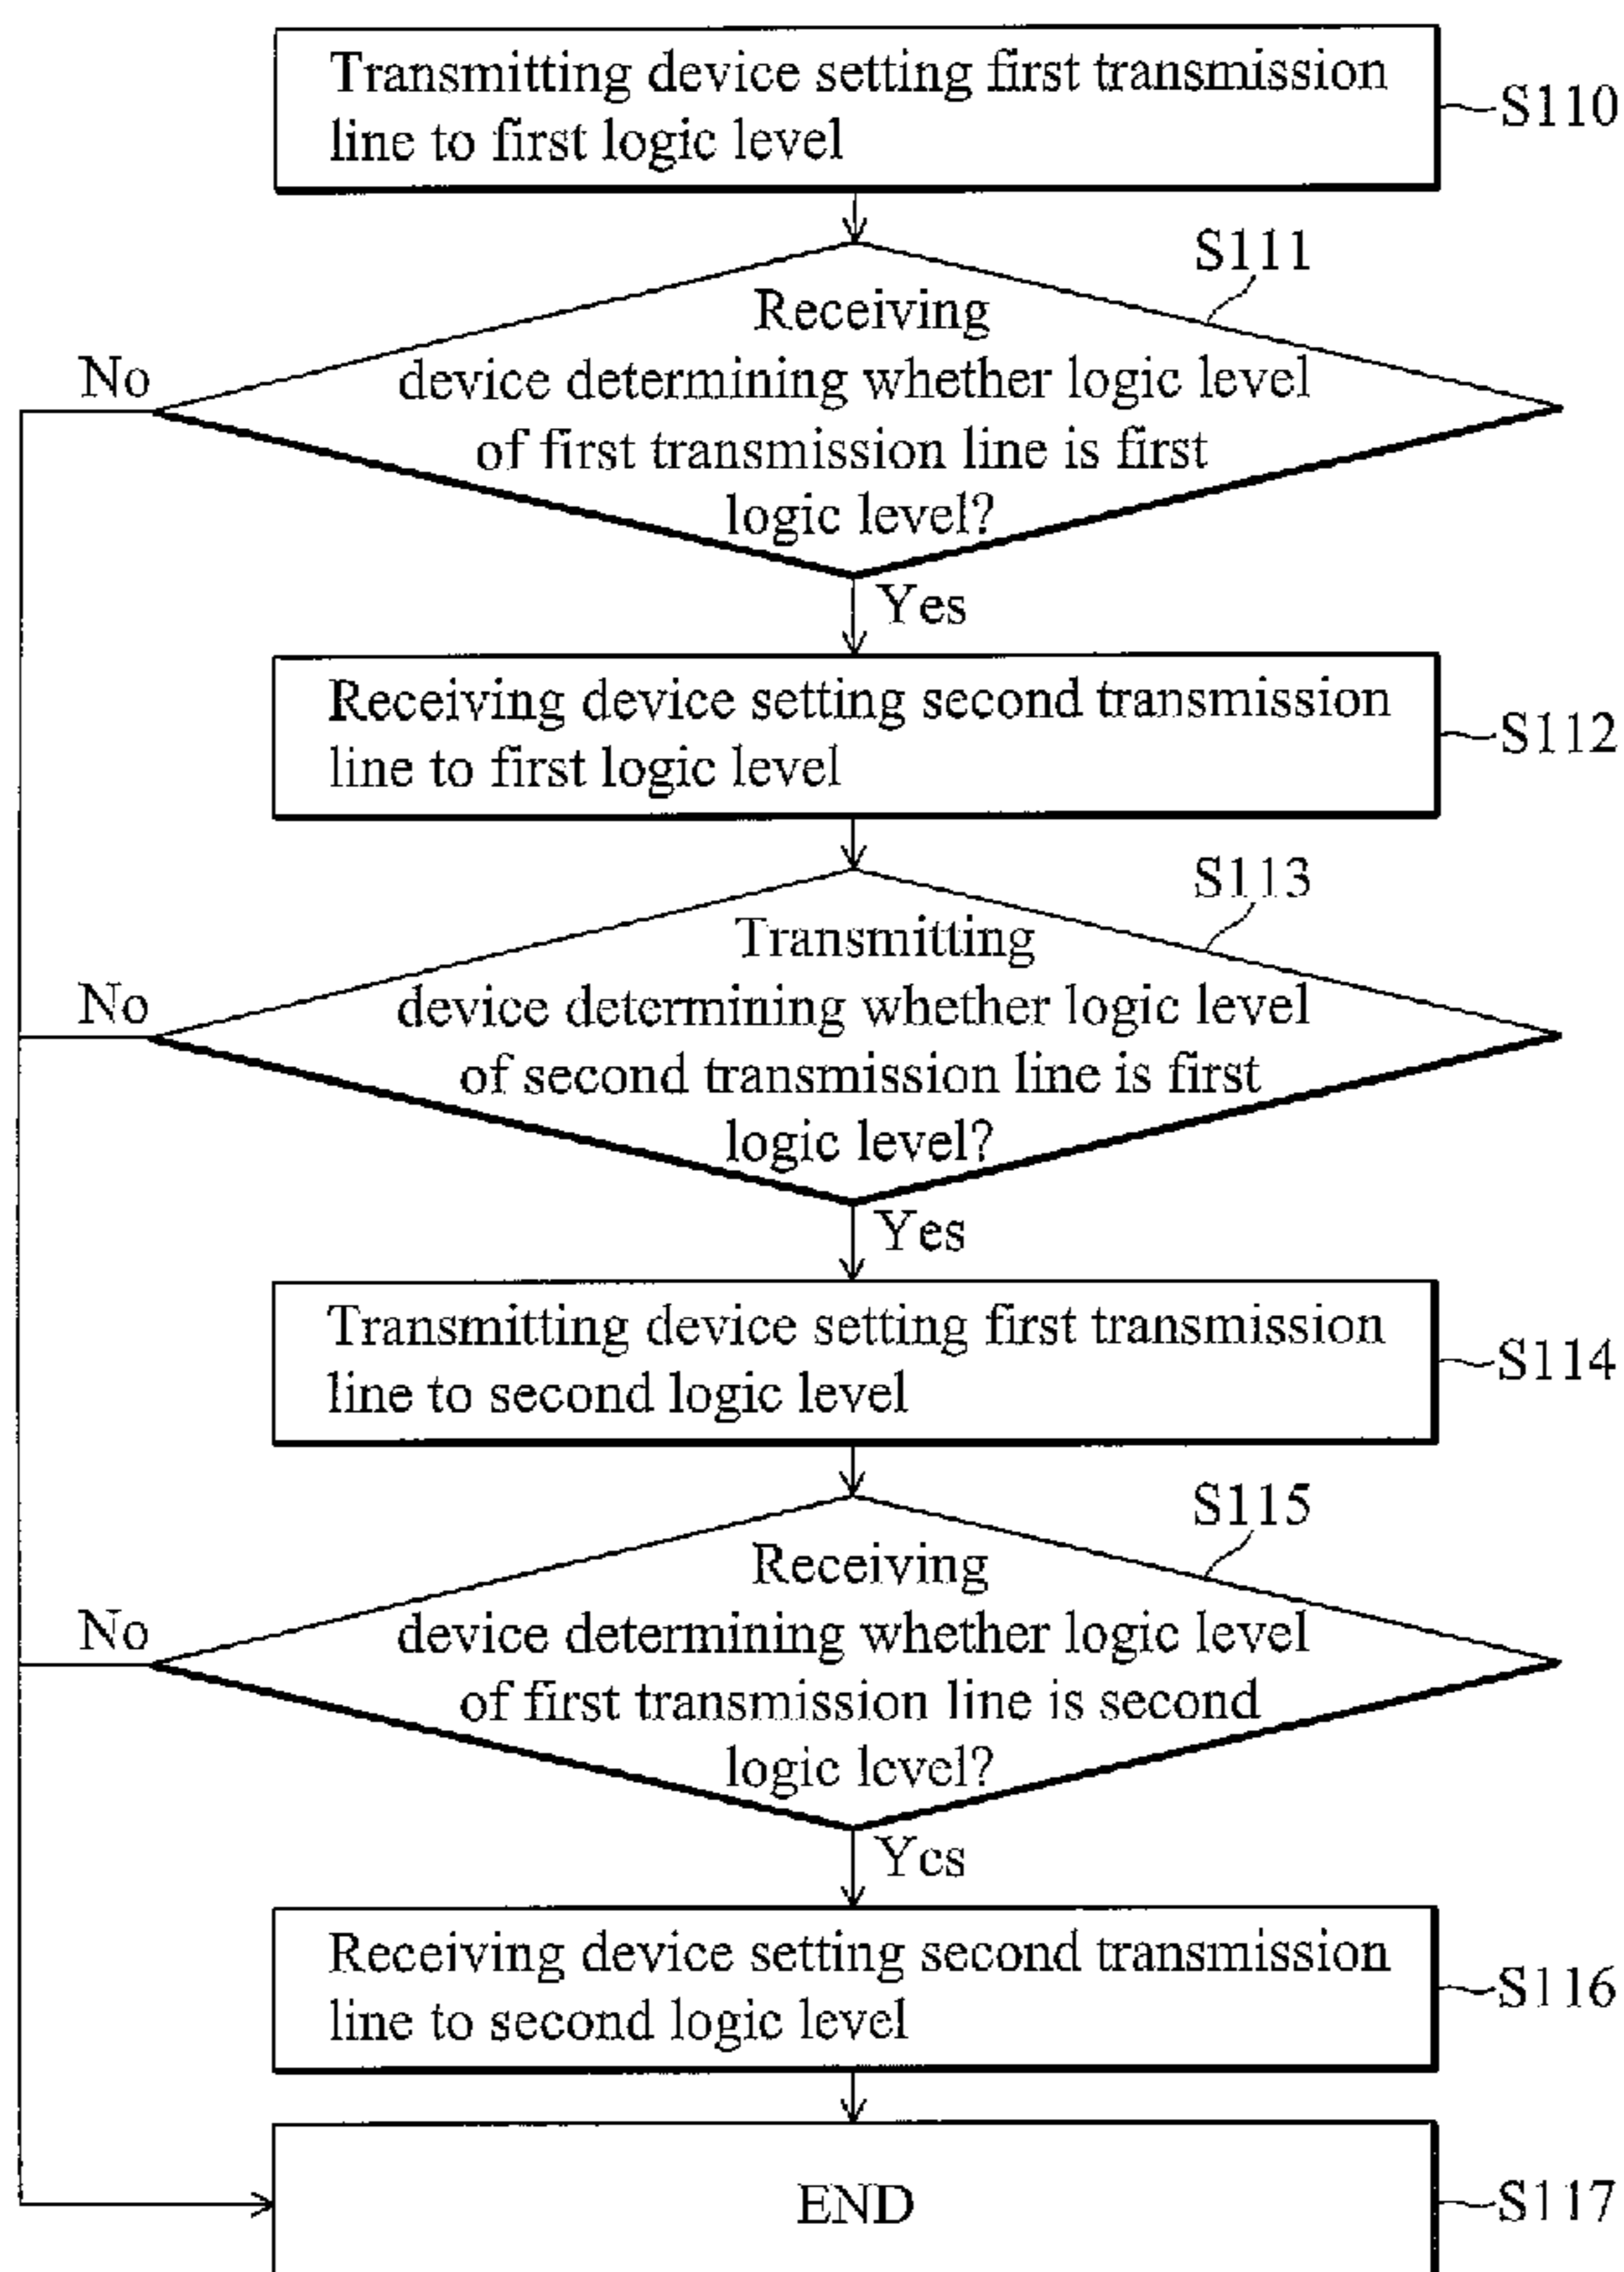 Transmitting device setting first transmission
line to first logic level
S110
S111
Receiving
device determining whether logic level
of first transmission line is first
logic level?
No
Yes
Receiving device setting second transmission
line to first logic level
S112
S113
Transmitting
device determining whether logic level
of second transmission line is first
logic level?
No
Yes
Transmitting device setting first transmission
line to second logic level
S114
S115
Receiving
device determining whether logic level
of first transmission line is second
logic level?
No
Yes
Receiving device setting second transmission
line to second logic level
S116
END
S117